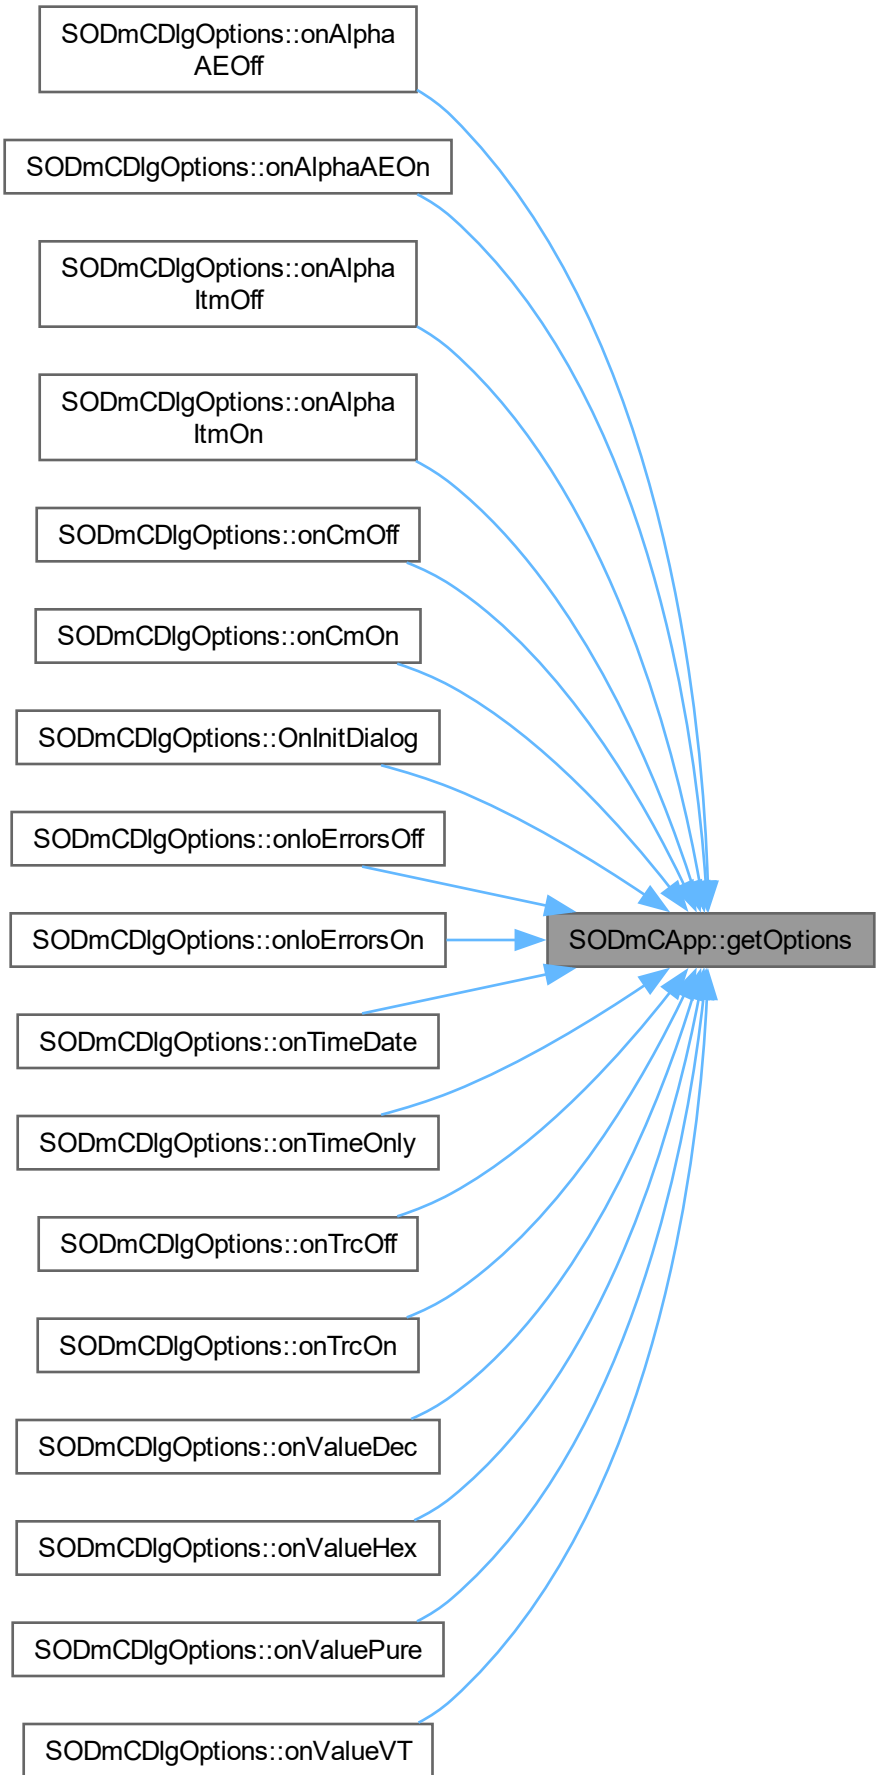 SODmCDlgOptions::onAlpha
AEOff
SODmCDlgOptions::onAlphaAEOn
SODmCDlgOptions::onAlpha
ItmOff
SODmCDlgOptions::onAlpha
ItmOn
SODmCDlgOptions::onCmOff
SODmCDlgOptions::onCmOn
SODmCDlgOptions::OnInitDialog
SODmCDlgOptions::onIoErrorsOff
SODmCDlgOptions::onIoErrorsOn
SODmCApp::getOptions
SODmCDlgOptions::onTimeDate
SODmCDlgOptions::onTimeOnly
SODmCDlgOptions::onTrcOff
SODmCDlgOptions::onTrcOn
SODmCDlgOptions::onValueDec
SODmCDlgOptions::onValueHex
SODmCDlgOptions::onValuePure
SODmCDlgOptions::onValueVT